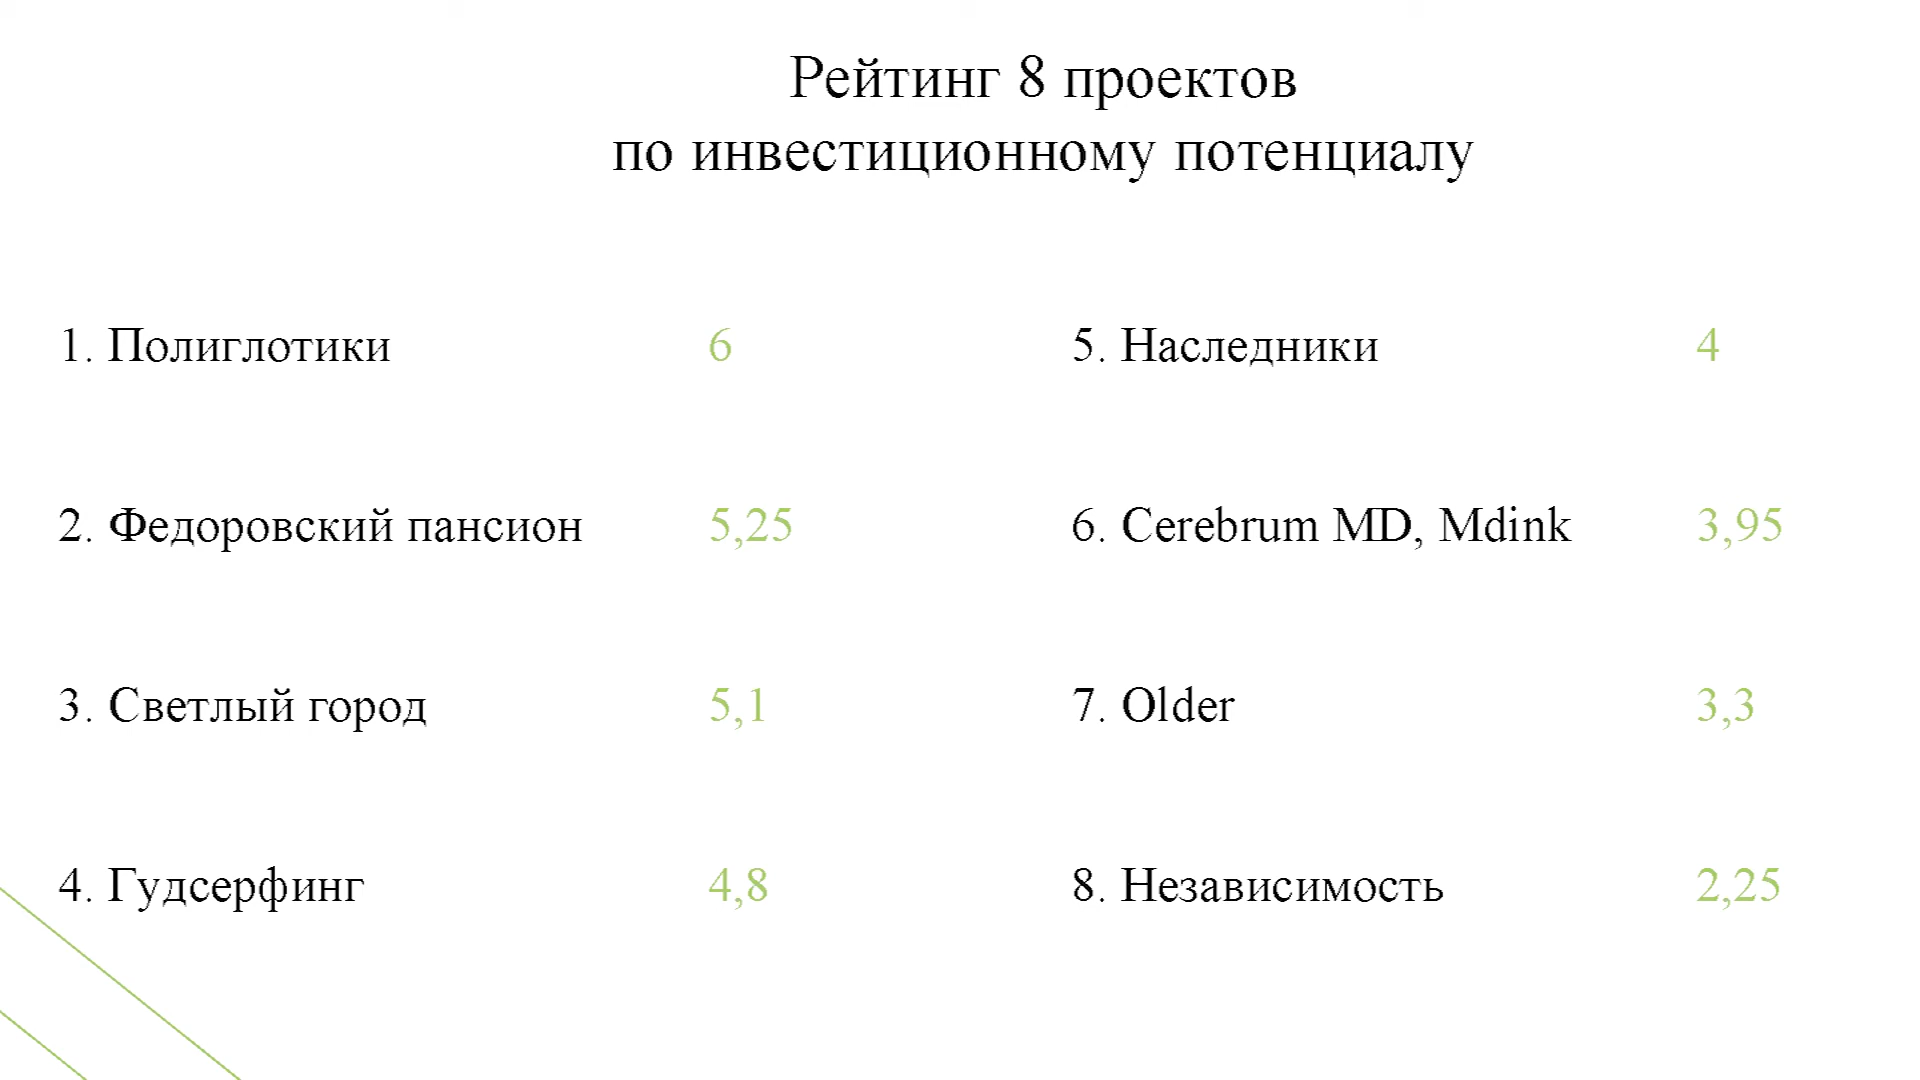 Рейтинг 8 проектов
по инвестиционному потенциалу
1. Полиглотики 6
2. Федоровский пансион 5,25
3. Светлый город 5,1
4. Гудсерфинг 4,8
5. Наследники 4
6. Cerebrum MD, Mdink 3,95
7. Older 3,3
8. Независимость 2,25